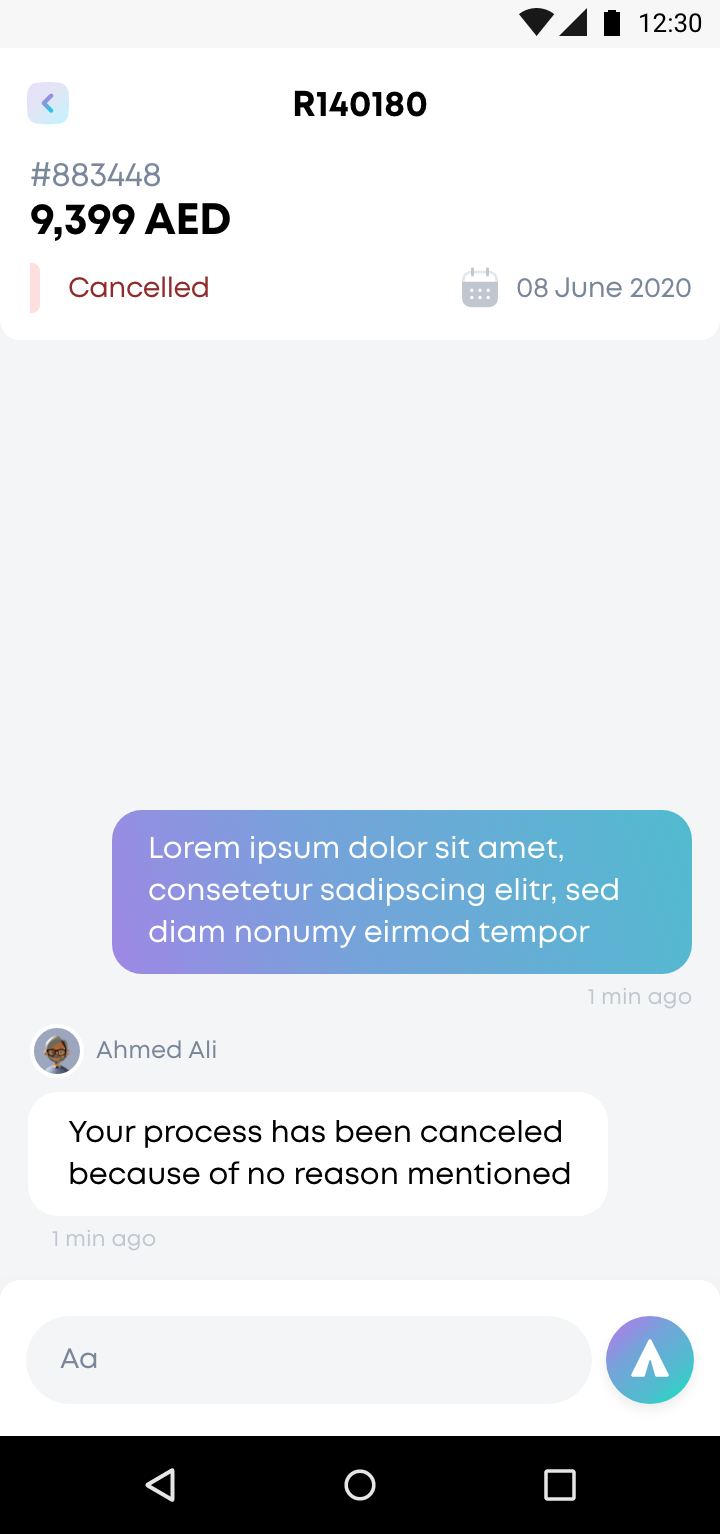 12:30
R140180
#883448
9,399 AED
Cancelled
08 June 2020
Lorem ipsum dolor sit amet,
consetetur sadipscing elitr, sed
diam nonumy eirmod tempor
1 min ago
Ahmed Ali
Your process has been canceled
because of no reason mentioned
1 min ago
Aa